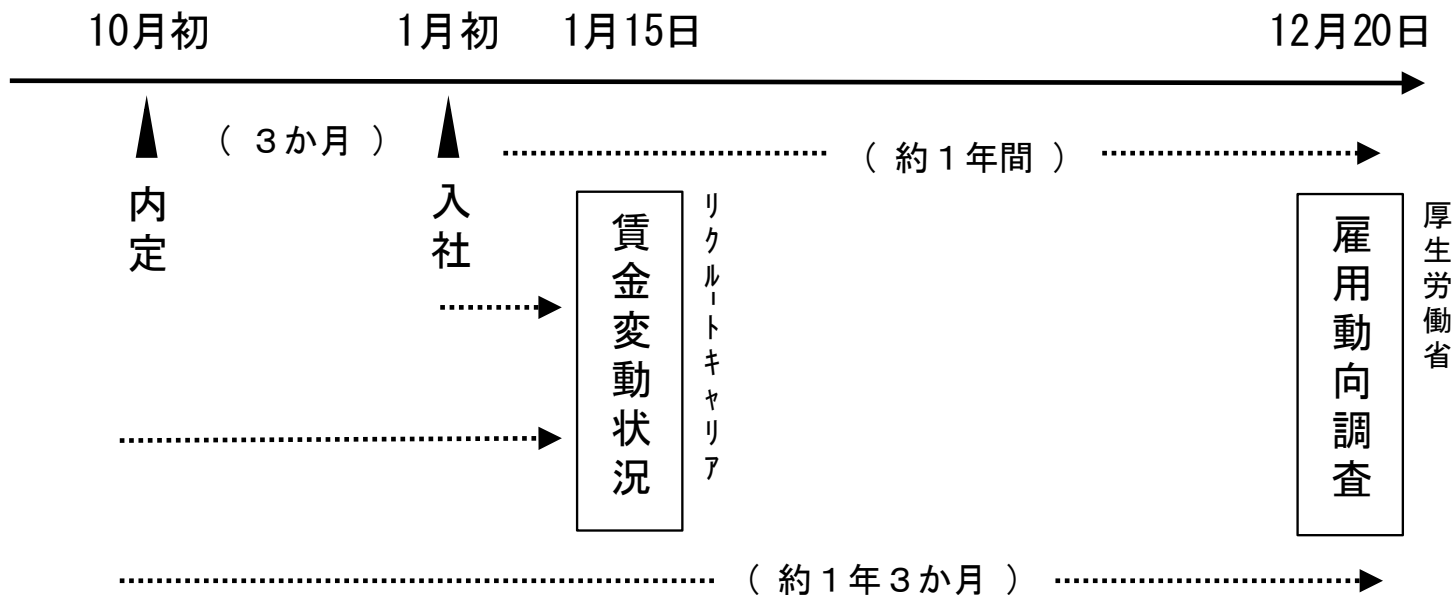 10月初
1月初
1月15日
12月20日
（ 3か月 ）
（ 約1年間 ）
内定
入社
賃金変動状況
ﾘｸﾙｰﾄｷｬﾘｱ
雇用動向調査
厚生労働省
（ 約1年3か月 ）